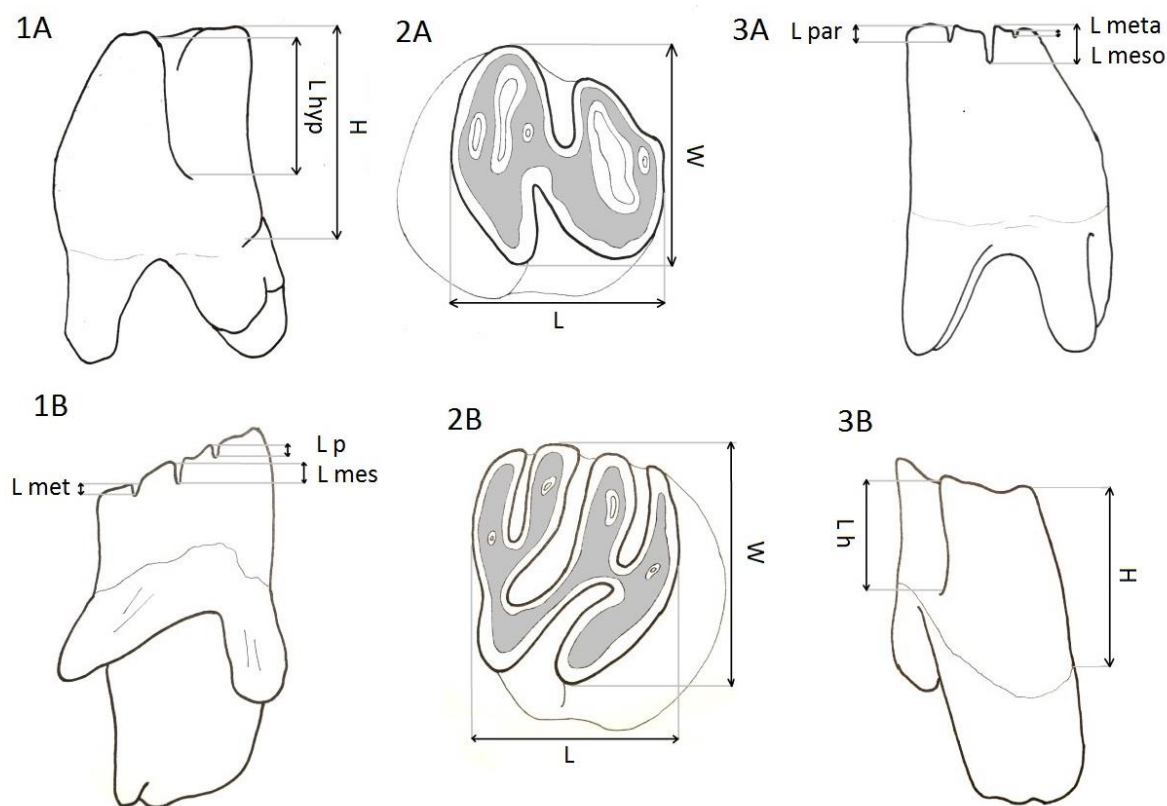 1A
L hyp
H
2A
W
L
3A
L par
L meta
L meso
1B
L met
L p
L mes
2B
W
L
3B
L h
H